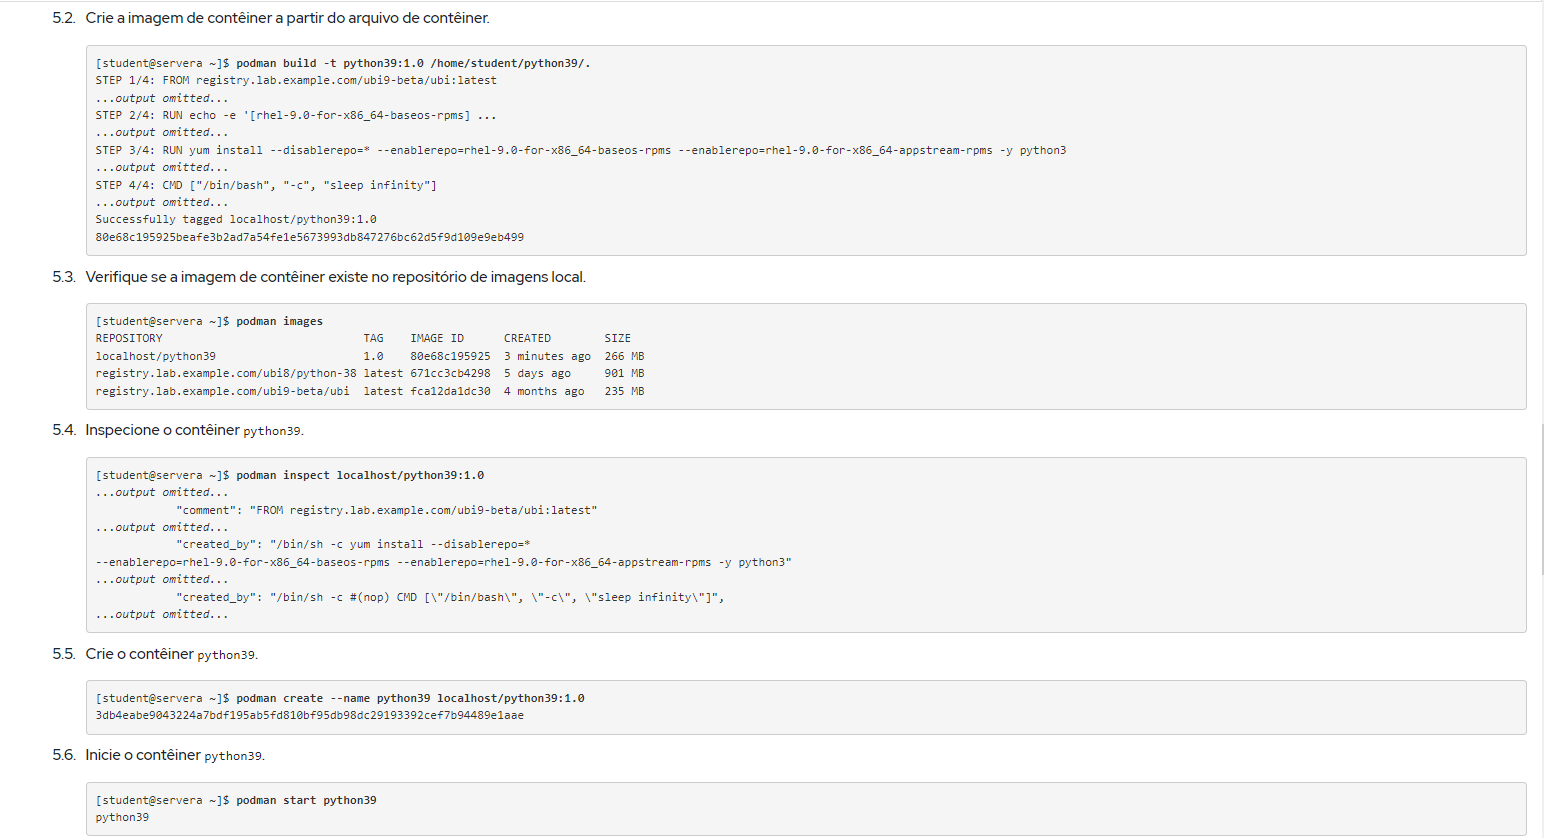 5.2. Crie a imagem de contêiner a partir do arquivo de contêiner.
[student@servera ~]$ podman build -t python39:1.0 /home/student/python39/.
STEP 1/4: FROM registry.lab.example.com/ubi9-beta/ubi:latest
...output omitted...
STEP 2/4: RUN echo -e '[rhel-9.0-for-x86_64-baseos-rpms] ...
...output omitted...
STEP 3/4: RUN yum install --disablerepo=* --enablerepo=rhel-9.0-for-x86_64-baseos-rpms --enablerepo=rhel-9.0-for-x86_64-appstream-rpms -y python3
...output omitted...
STEP 4/4: CMD ["/bin/bash", "-c", "sleep infinity"]
...output omitted...
Successfully tagged localhost/python39:1.0
80e68c195925beafe3b2ad7a54fe1e5673993db847276bc62d5f9d109e9eb499
5.3. Verifique se a imagem de contêiner existe no repositório de imagens local.
[student@servera ~]$ podman images
REPOSITORY TAG IMAGE ID CREATED SIZE
localhost/python39 1.0 80e68c195925 3 minutes ago 266 MB
registry.lab.example.com/ubi8/python-38 latest 671cc3cb4298 5 days ago 901 MB
registry.lab.example.com/ubi9-beta/ubi latest fca12da1dc30 4 months ago 235 MB
5.4. Inspecione o contêiner python39.
[student@servera ~]$ podman inspect localhost/python39:1.0
...output omitted...
"comment": "FROM registry.lab.example.com/ubi9-beta/ubi:latest"
...output omitted...
"created_by": "/bin/sh -c yum install --disablerepo=*
--enablerepo=rhel-9.0-for-x86_64-baseos-rpms --enablerepo=rhel-9.0-for-x86_64-appstream-rpms -y python3"
...output omitted...
"created_by": "/bin/sh -c #(nop) CMD [\"/bin/bash\", \"-c\", \"sleep infinity\"]",
...output omitted...
5.5. Crie o contêiner python39.
[student@servera ~]$ podman create --name python39 localhost/python39:1.0
3db4eabe9043224a7bdf195ab5fd810bf95db98dc29193392cef7b94489e1aae
5.6. Inicie o contêiner python39.
[student@servera ~]$ podman start python39
python39